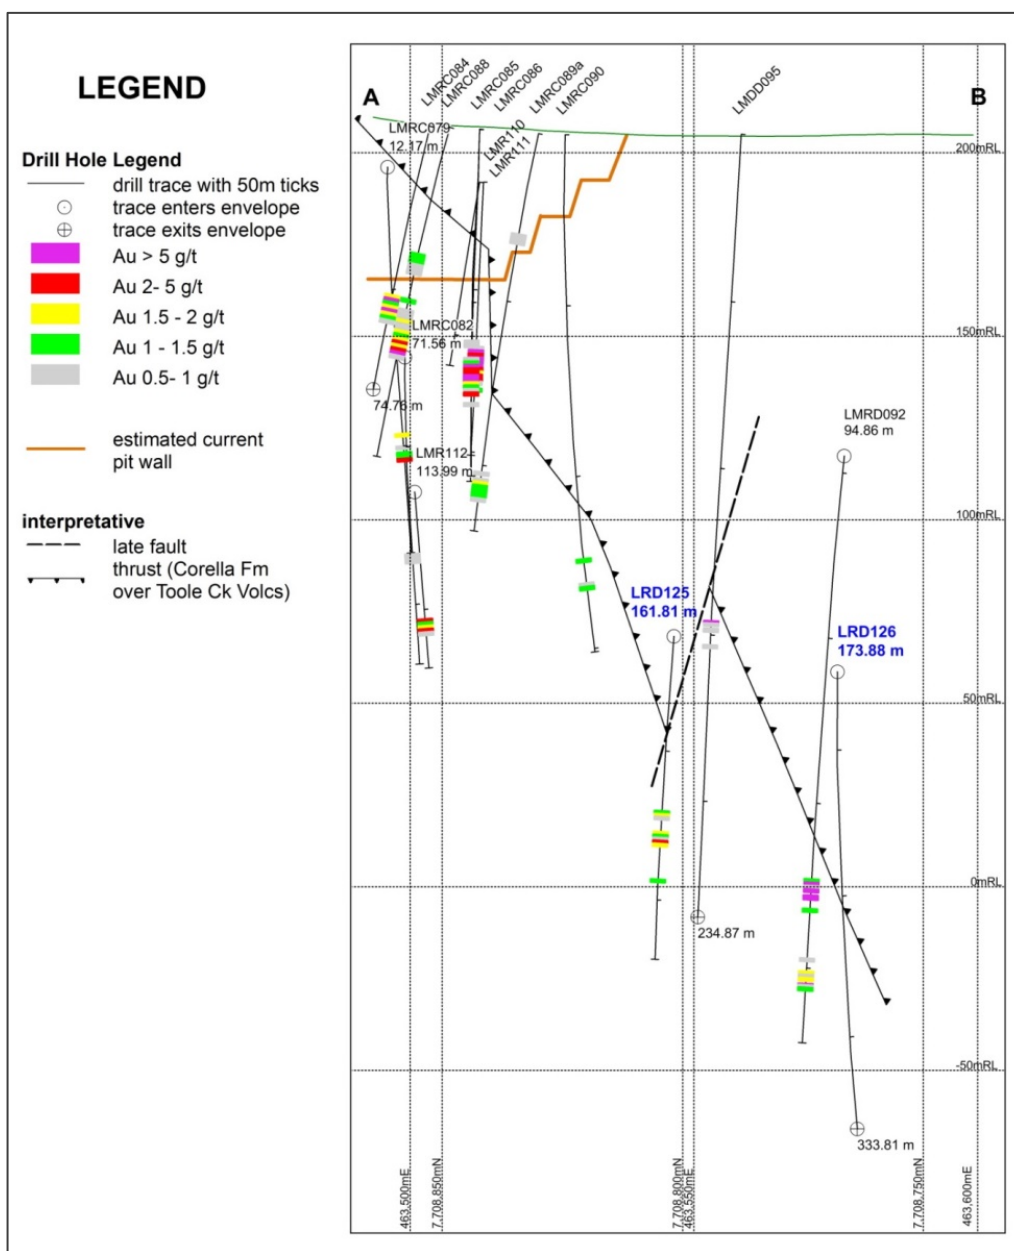 LEGEND
Drill Hole Legend
drill trace with 50m ticks
trace enters envelope
trace exits envelope
Au > 5 g/t
Au 2- 5 g/t
Au 1.5 - 2 g/t
Au 1 - 1.5 g/t
Au 0.5- 1 g/t
estimated current
pit wall
interpretative
late fault
thrust (Corella Fm
over Toole Ck Volcs)
A
LMRC084
LMRC088
LMRC085
LMRC086
LMRC089a
LMRC090
LMDD095
B
LMRC079
12.17 m
LMR110
LMR111
200mRL
LMRC082
71.56 m
150mRL
74.76 m
LMR112
113.99 m
LMRD092
94.86 m
100mRL
LRD125
161.81 m
LRD126
173.88 m
50mRL
0mRL
234.87 m
-50mRL
333.81 m
463,500mE
7,708,850mN
7,708,800mN
463,550mE
7,708,750mN
463,600mE